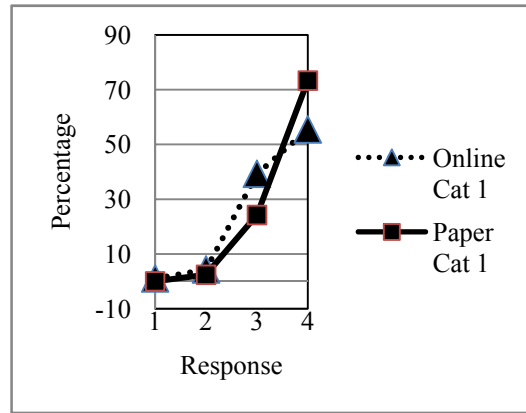 90
70
50
30
10
-10
Percentage
1 2 3 4
Response
Online
Cat 1
Paper
Cat 1